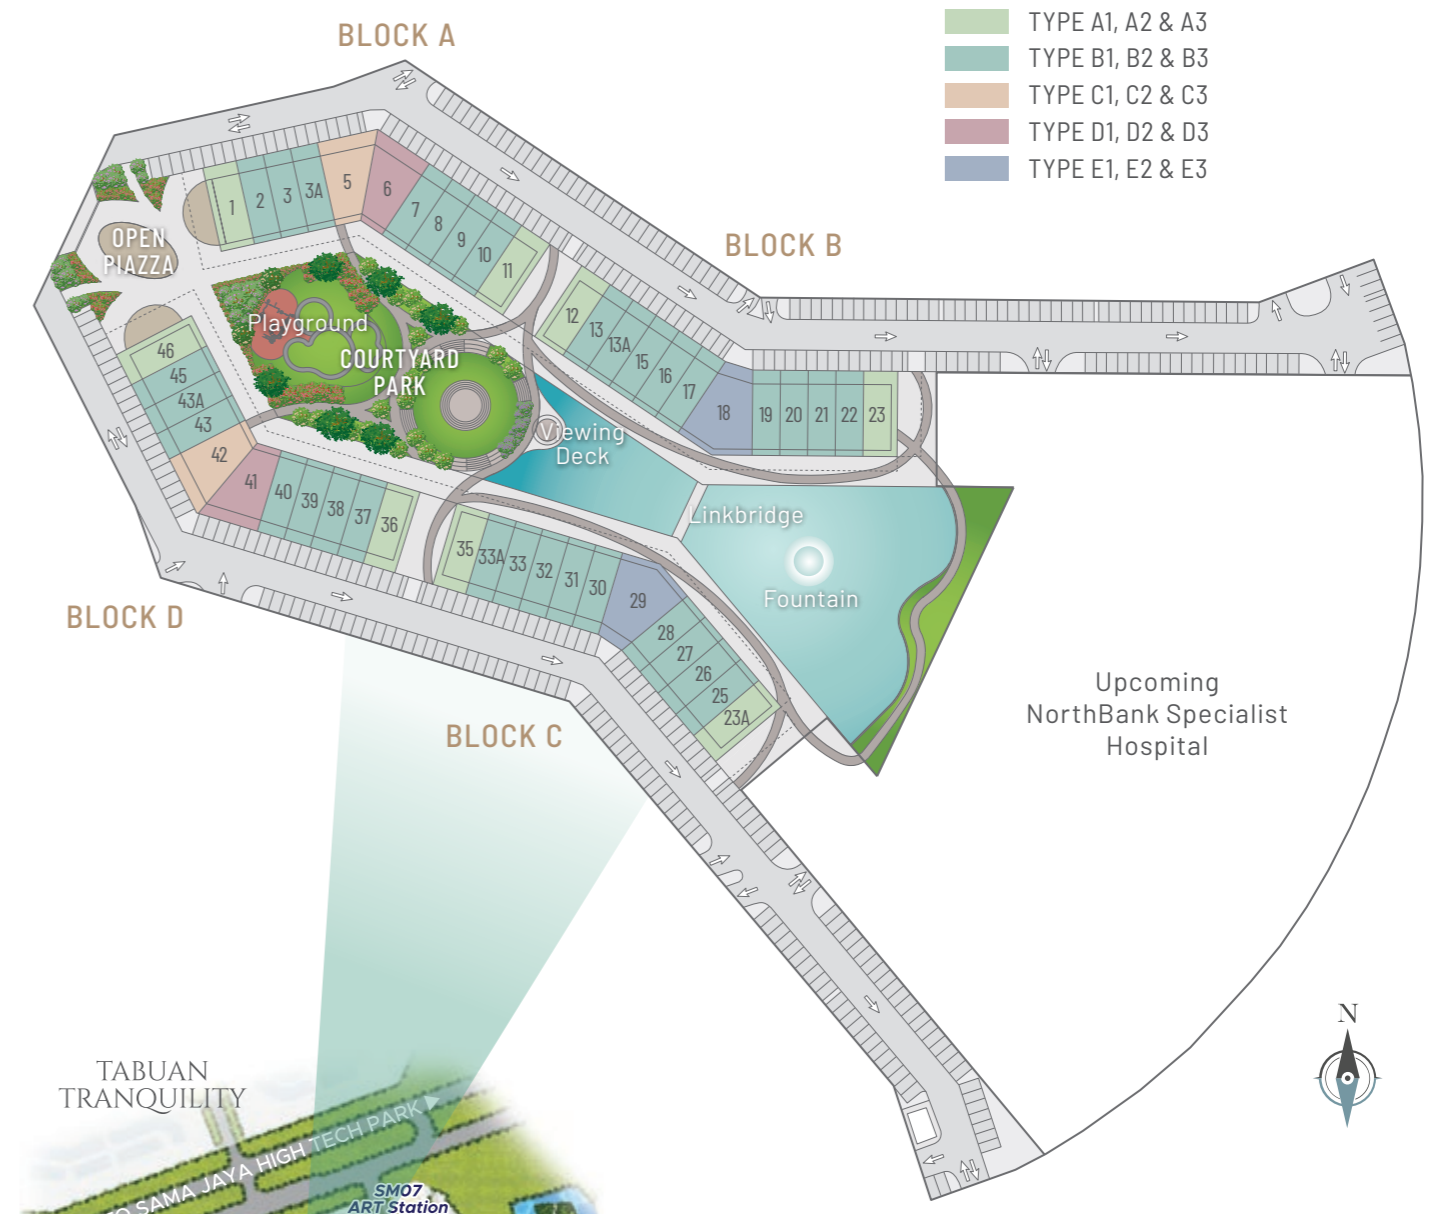 BLOCK A
TYPE A1, A2 & A3
TYPE B1, B2 & B3
TYPE C1, C2 & C3
TYPE D1, D2 & D3
TYPE E1, E2 & E3
BLOCK B
1
2
3
3A
5
6
7
8
9
10
11
12
13
13A
15
16
17
18
19
20
21
22
23
OPEN
PIAZZA
Playground
COURTYARD
PARK
Viewing
Deck
Linkbridge
Fountain
46
45
43A
43
42
41
40
39
38
37
36
35
33A
33
32
31
30
29
28
27
26
25
23A
BLOCK D
BLOCK C
Upcoming
NorthBank Specialist
Hospital
N
TABUAN
TRANQUILITY
TO SAMA JAYA HIGH TECH PARK
SM07
ART Station